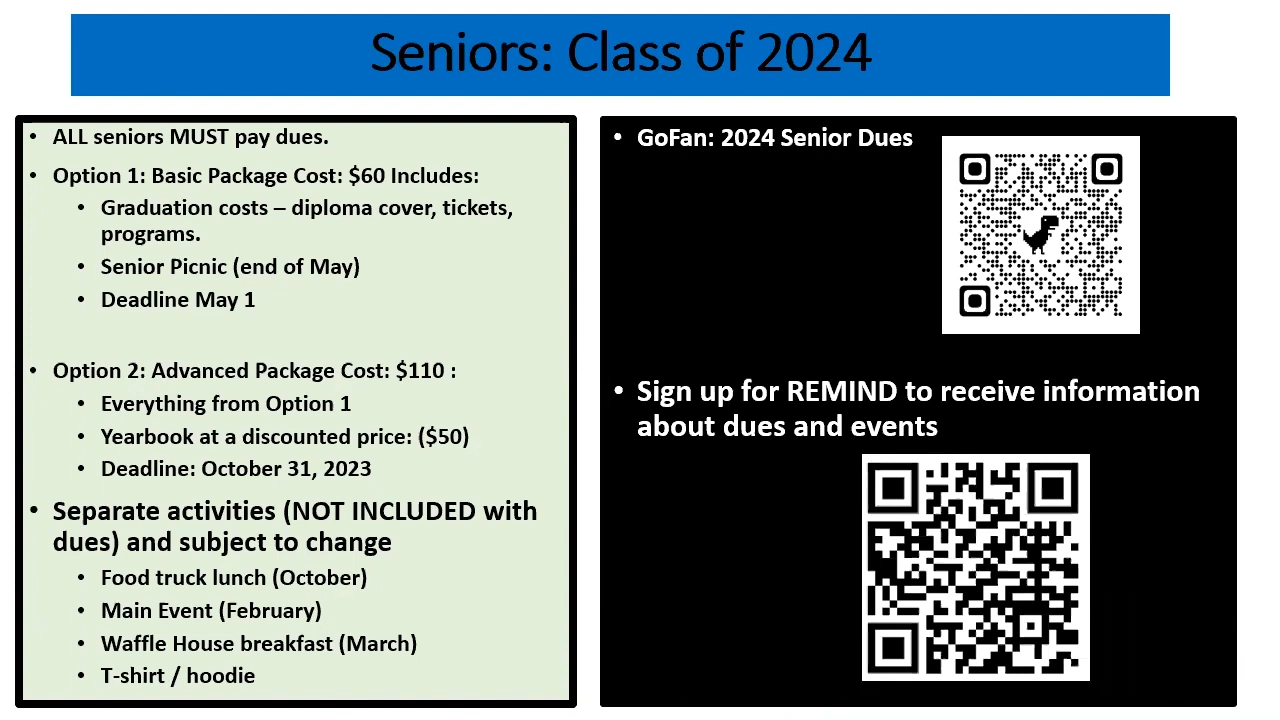 Seniors: Class of 2024
• ALL seniors MUST pay dues.
• Option 1: Basic Package Cost: $60 Includes:
• Graduation costs – diploma cover, tickets,
programs.
• Senior Picnic (end of May)
• Deadline May 1
• Option 2: Advanced Package Cost: $110 :
• Everything from Option 1
• Yearbook at a discounted price: ($50)
• Deadline: October 31, 2023
• Separate activities (NOT INCLUDED with
dues) and subject to change
• Food truck lunch (October)
• Main Event (February)
• Waffle House breakfast (March)
• T-shirt / hoodie
• GoFan: 2024 Senior Dues
• Sign up for REMIND to receive information
about dues and events